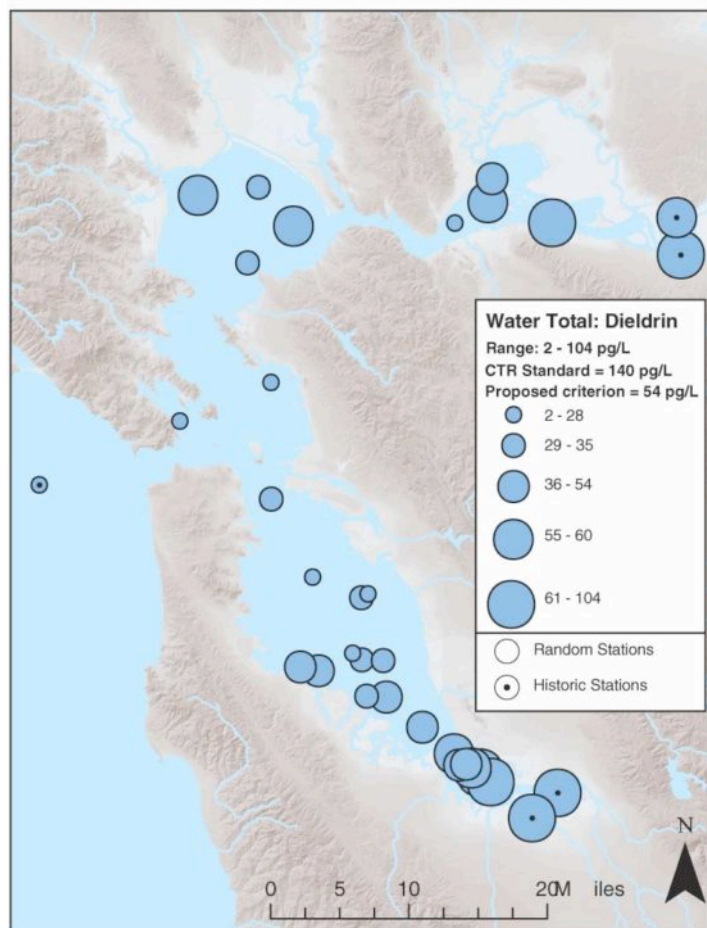 Water Total: Dieldrin
Range: 2 - 104 pg/L
CTR Standard = 140 pg/L
Proposed criterion = 54 pg/L
2 - 28
29 - 35
36 - 54
55 - 60
61 - 104
Random Stations
Historic Stations
N
0 5 10 20 M iles